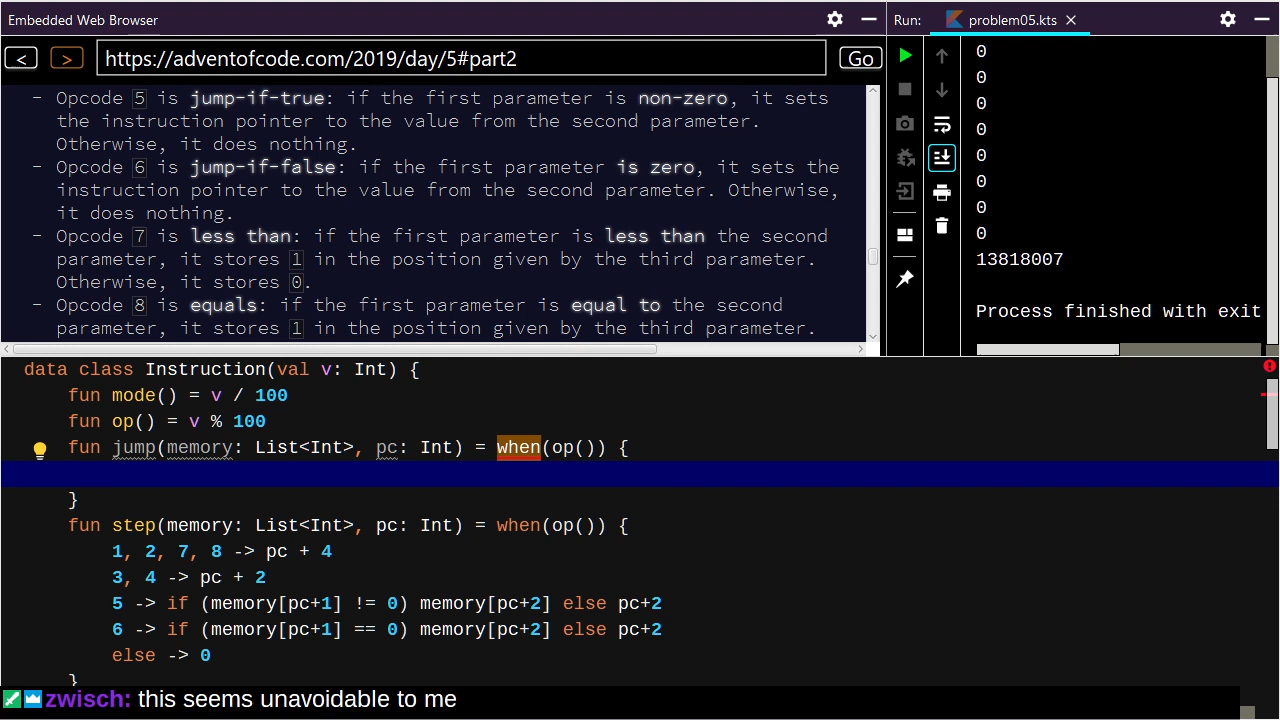 Embedded Web Browser
< > https://adventofcode.com/2019/day/5#part2 Go
- Opcode 5 is jump-if-true: if the first parameter is non-zero, it sets
the instruction pointer to the value from the second parameter.
Otherwise, it does nothing.
- Opcode 6 is jump-if-false: if the first parameter is zero, it sets the
instruction pointer to the value from the second parameter. Otherwise,
it does nothing.
- Opcode 7 is less than: if the first parameter is less than the second
parameter, it stores 1 in the position given by the third parameter.
Otherwise, it stores 0.
- Opcode 8 is equals: if the first parameter is equal to the second
parameter, it stores 1 in the position given by the third parameter.
Run: problem05.kts
0
0
0
0
0
0
0
0
13818007
Process finished with exit
data class Instruction(val v: Int) {
fun mode() = v / 100
fun op() = v % 100
fun jump(memory: List<Int>, pc: Int) = when(op()) {
}
fun step(memory: List<Int>, pc: Int) = when(op()) {
1, 2, 7, 8 -> pc + 4
3, 4 -> pc + 2
5 -> if (memory[pc+1] != 0) memory[pc+2] else pc+2
6 -> if (memory[pc+1] == 0) memory[pc+2] else pc+2
else -> 0
}
zwisch: this seems unavoidable to me